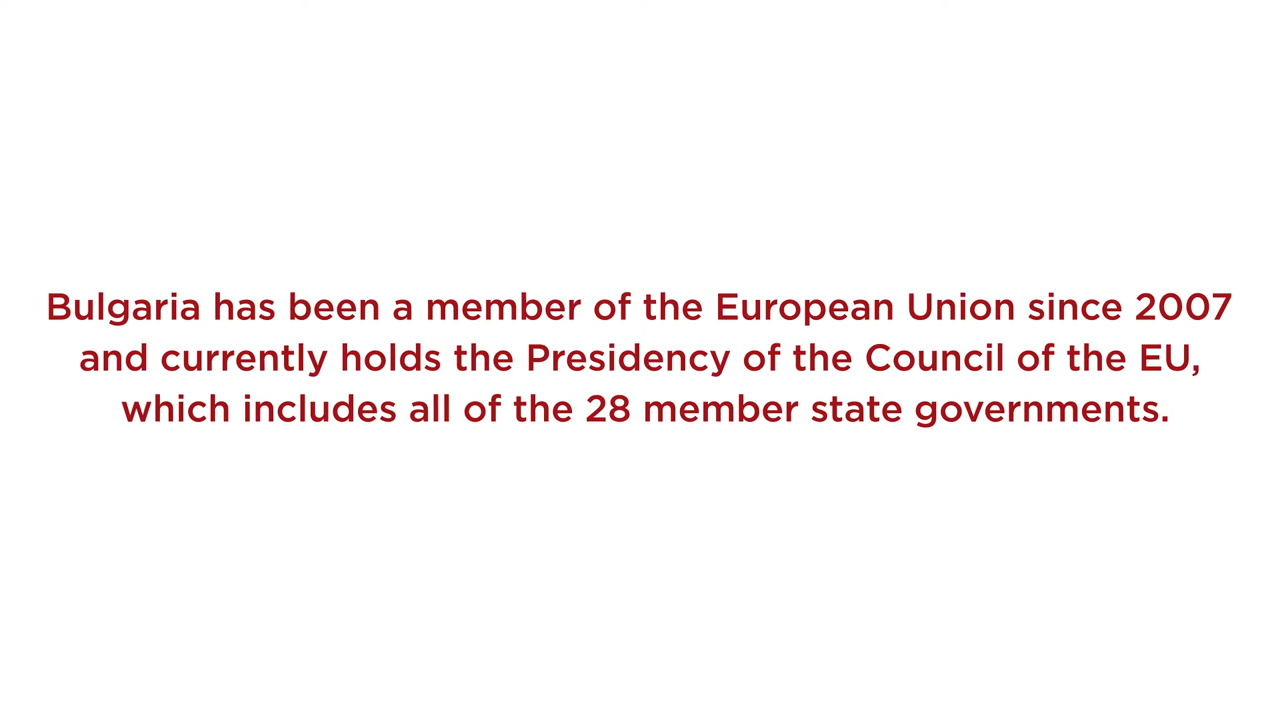 Bulgaria has been a member of the European Union since 2007
and currently holds the Presidency of the Council of the EU,
which includes all of the 28 member state governments.